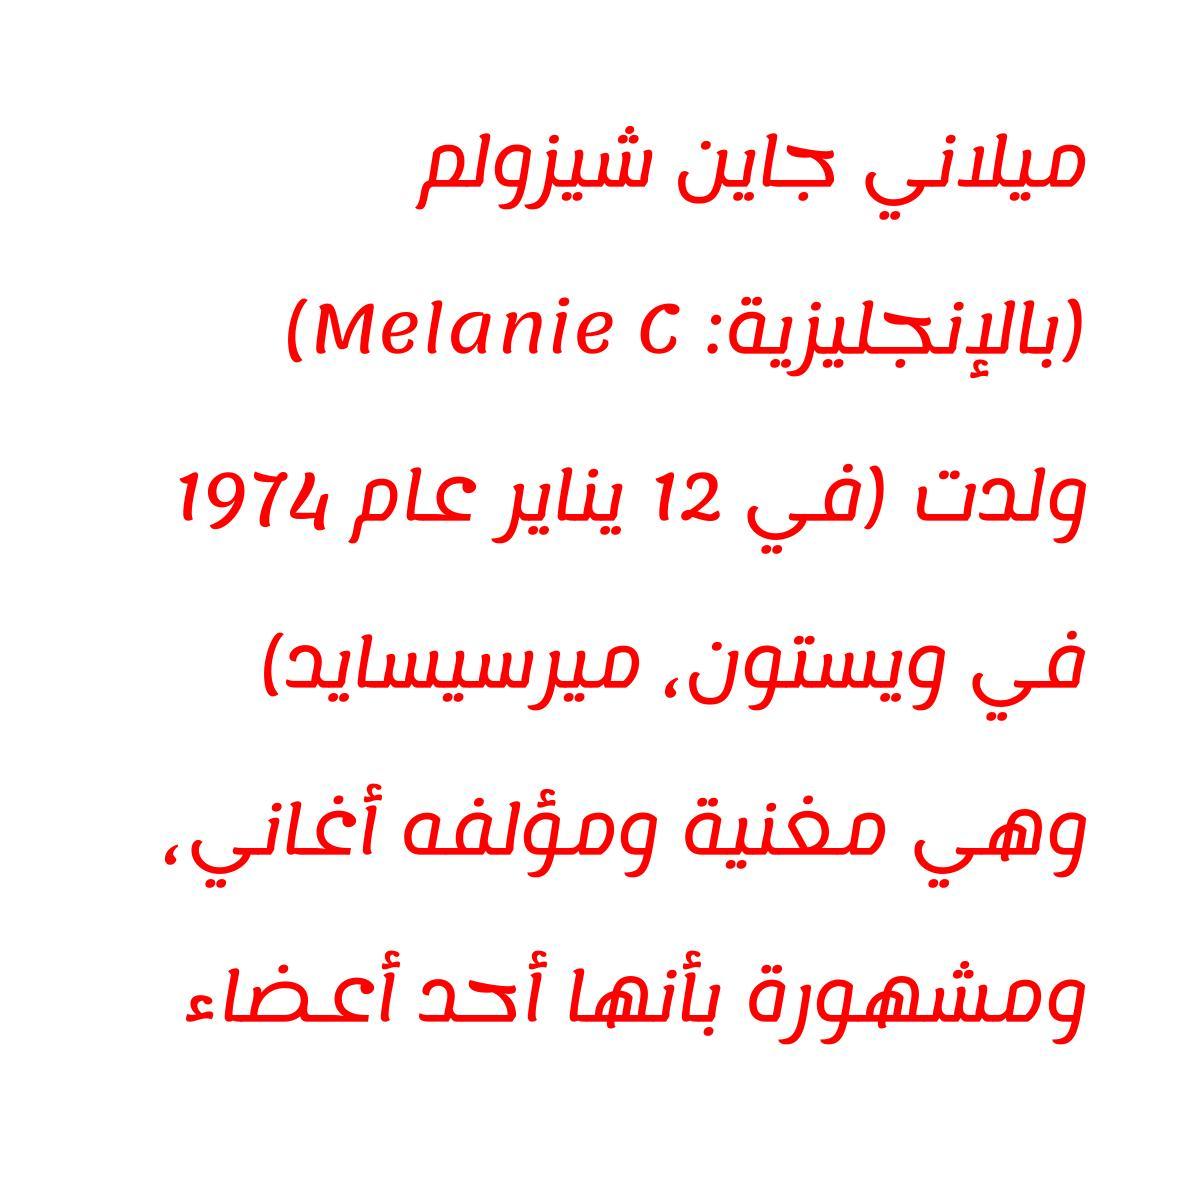 ميلاني جاين شيزولم
(بالإنجليزية: Melanie C)
ولدت (في 12 يناير عام 1974
في ويستون، ميرسيسايد)
وهي مغنية ومؤلفه أغاني،
ومشهورة بأنها أحد أعضاء